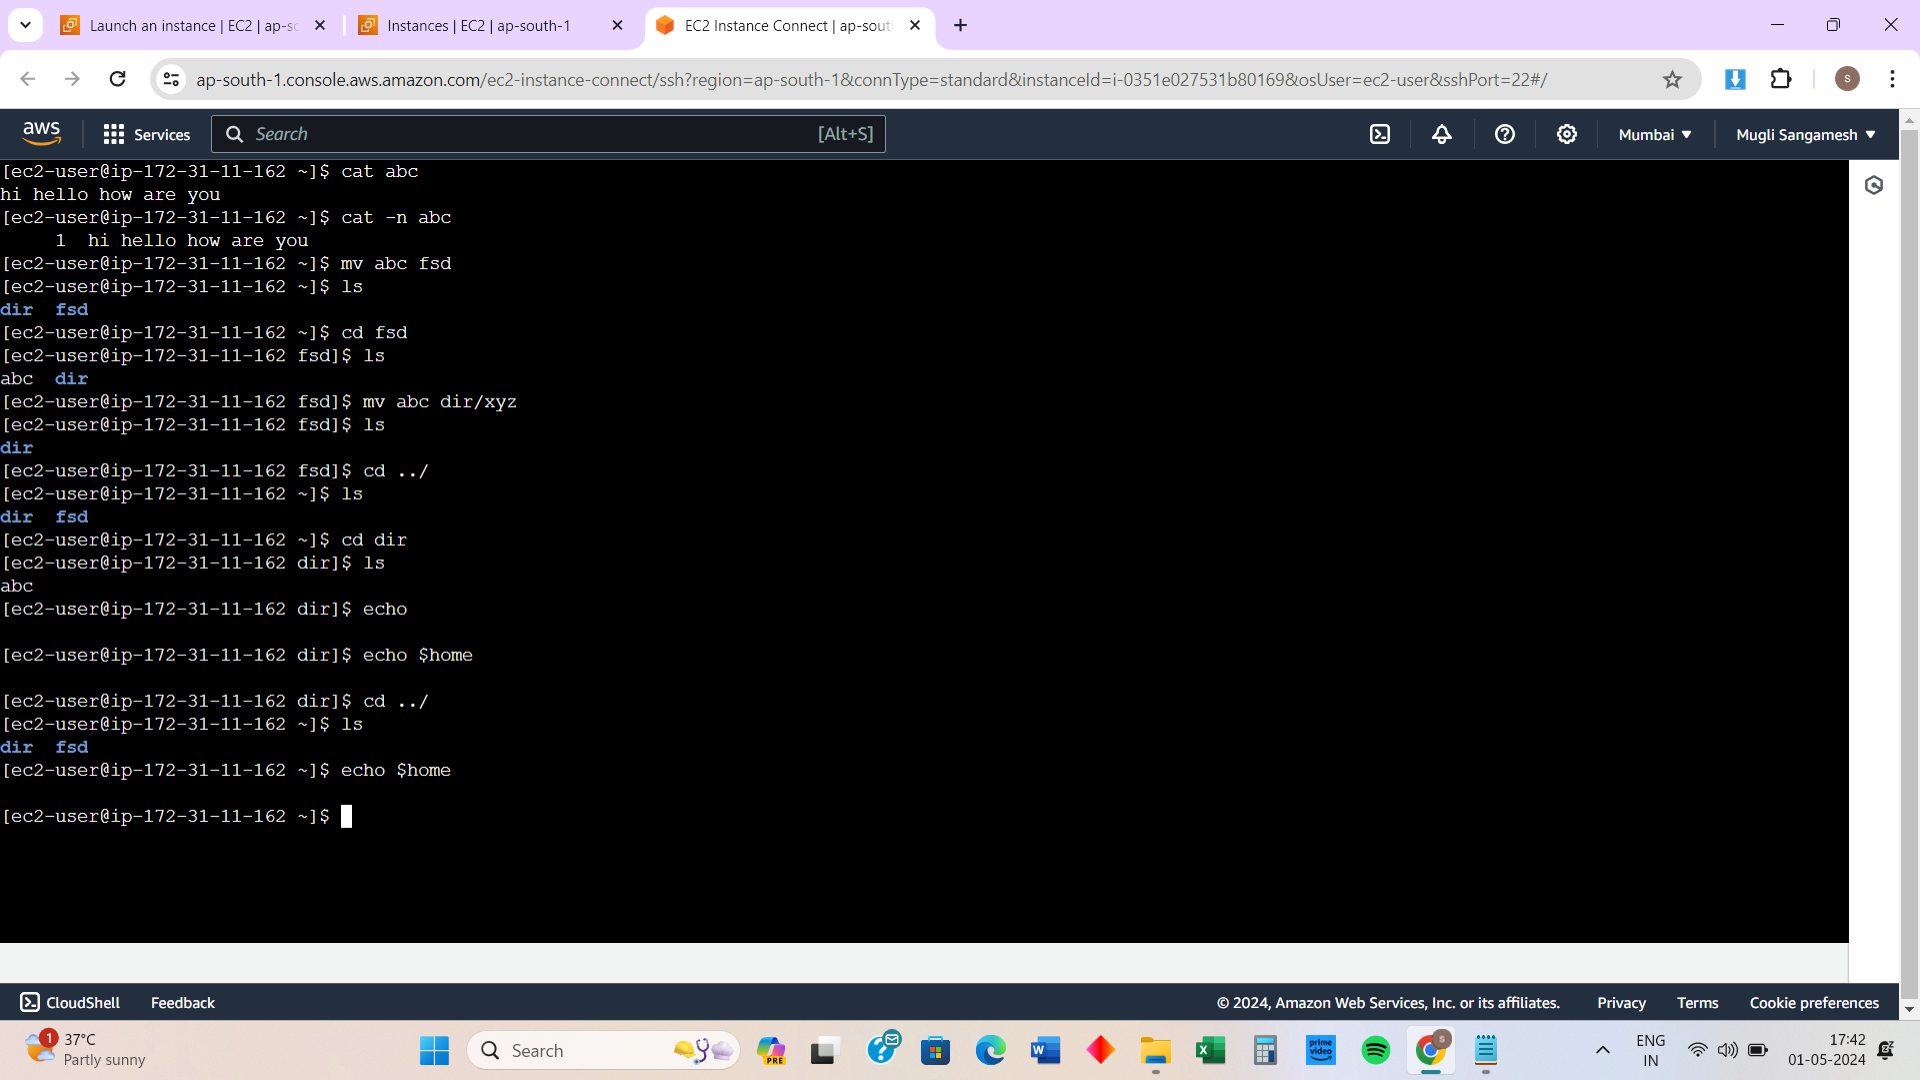 Launch an instance | EC2 | ap-sc
Instances | EC2 | ap-south-1
EC2 Instance Connect | ap-sout
ap-south-1.console.aws.amazon.com/ec2-instance-connect/ssh?region=ap-south-1&connType=standard&instanceId=i-0351e027531b80169&osUser=ec2-user&sshPort=22#/
S
aws
Services
Search
[Alt+S]
Mumbai
Mugli Sangamesh
[ec2-user@ip-172-31-11-162 ~]$ cat abc
hi hello how are you
[ec2-user@ip-172-31-11-162 ~]$ cat -n abc
1 hi hello how are you
[ec2-user@ip-172-31-11-162 ~]$ mv abc fsd
[ec2-user@ip-172-31-11-162 ~]$ ls
dir fsd
[ec2-user@ip-172-31-11-162 ~]$ cd fsd
[ec2-user@ip-172-31-11-162 fsd]$ ls
abc dir
[ec2-user@ip-172-31-11-162 fsd]$ mv abc dir/xyz
[ec2-user@ip-172-31-11-162 fsd]$ ls
dir
[ec2-user@ip-172-31-11-162 fsd]$ cd ../
[ec2-user@ip-172-31-11-162 ~]$ ls
dir fsd
[ec2-user@ip-172-31-11-162 ~]$ cd dir
[ec2-user@ip-172-31-11-162 dir]$ ls
abc
[ec2-user@ip-172-31-11-162 dir]$ echo
[ec2-user@ip-172-31-11-162 dir]$ echo $home
[ec2-user@ip-172-31-11-162 dir]$ cd ../
[ec2-user@ip-172-31-11-162 ~]$ ls
dir fsd
[ec2-user@ip-172-31-11-162 ~]$ echo $home
[ec2-user@ip-172-31-11-162 ~]$
CloudShell
Feedback
© 2024, Amazon Web Services, Inc. or its affiliates.
Privacy
Terms
Cookie preferences
1
37°C
Partly sunny
Search
PRE
W
prime video
S
ENG
IN
17:42
01-05-2024